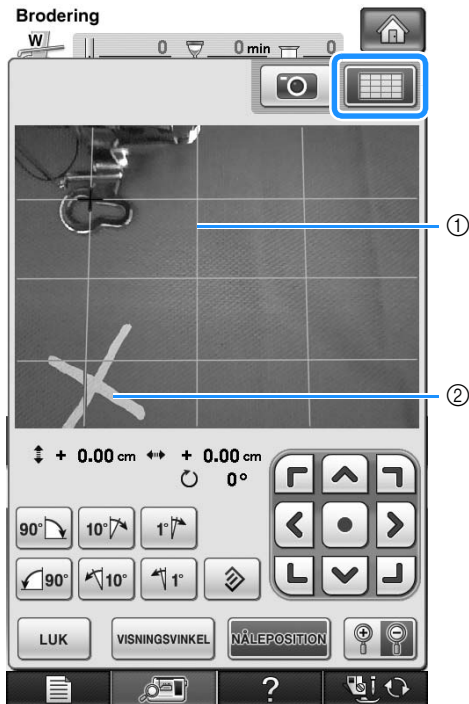 Brodering
W 0 0 min 0
①
②
+ 0.00 cm + 0.00 cm
0°
90° 10° 1°
90° 10° 1°
LUK VISNINGSVINKEL NÅLEPOSITION
?